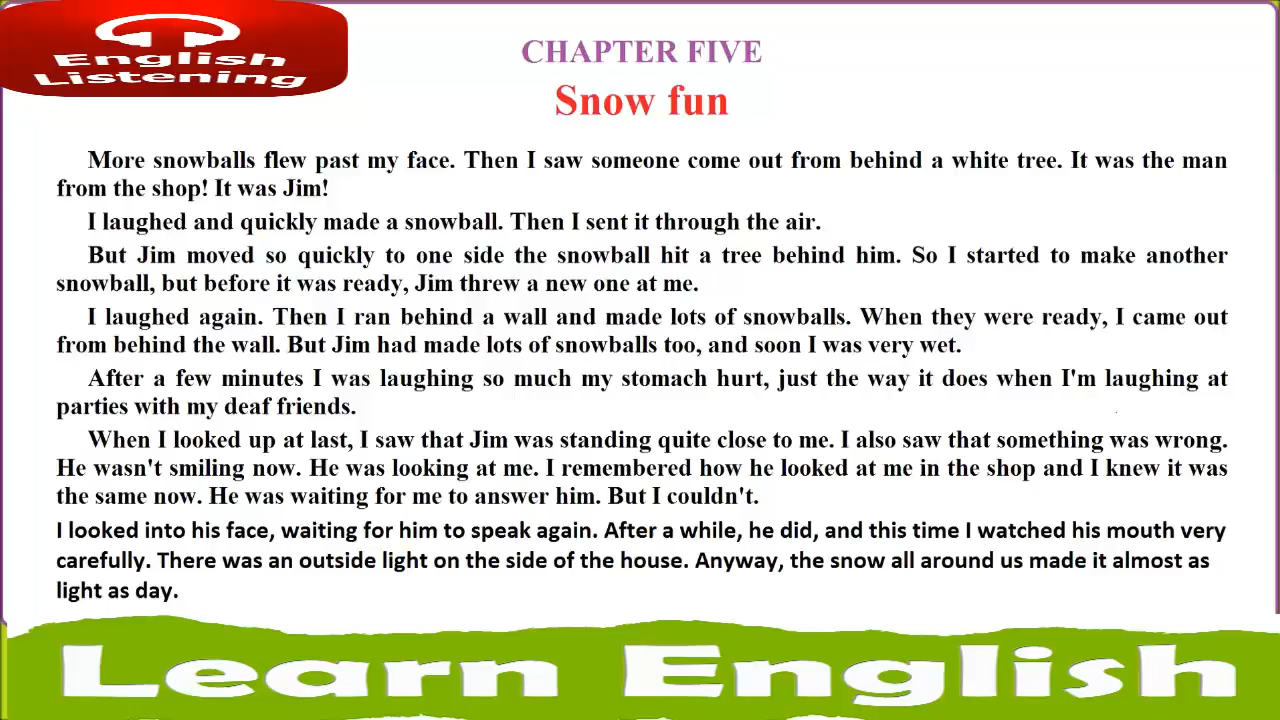 English
Listening
CHAPTER FIVE
Snow fun
More snowballs flew past my face. Then I saw someone come out from behind a white tree. It was the man
from the shop! It was Jim!
I laughed and quickly made a snowball. Then I sent it through the air.
But Jim moved so quickly to one side the snowball hit a tree behind him. So I started to make another
snowball, but before it was ready, Jim threw a new one at me.
I laughed again. Then I ran behind a wall and made lots of snowballs. When they were ready, I came out
from behind the wall. But Jim had made lots of snowballs too, and soon I was very wet.
After a few minutes I was laughing so much my stomach hurt, just the way it does when I'm laughing at
parties with my deaf friends.
When I looked up at last, I saw that Jim was standing quite close to me. I also saw that something was wrong.
He wasn't smiling now. He was looking at me. I remembered how he looked at me in the shop and I knew it was
the same now. He was waiting for me to answer him. But I couldn't.
I looked into his face, waiting for him to speak again. After a while, he did, and this time I watched his mouth very
carefully. There was an outside light on the side of the house. Anyway, the snow all around us made it almost as
light as day.
Learn English